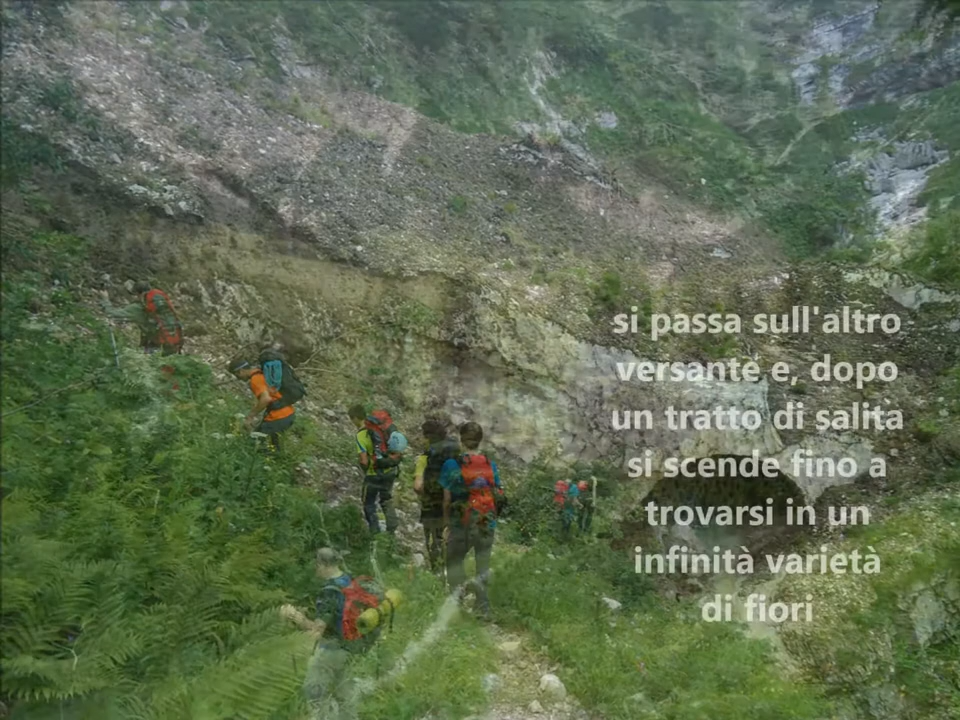 si passa sull'altro
versante e, dopo
un tratto di salita
si scende fino a
trovarsi in un
infinità varietà
di fiori